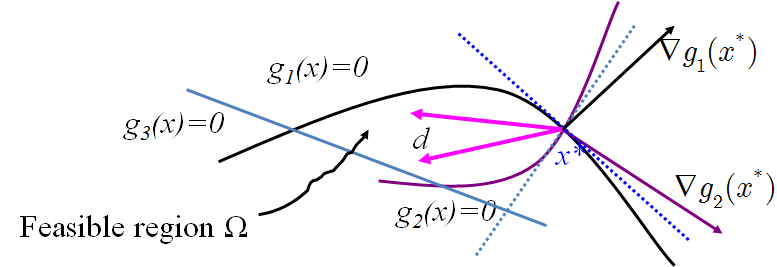 ∇g₁(x*)
g₁(x)=0
g₃(x)=0
d
x*
∇g₂(x*)
g₂(x)=0
Feasible region Ω